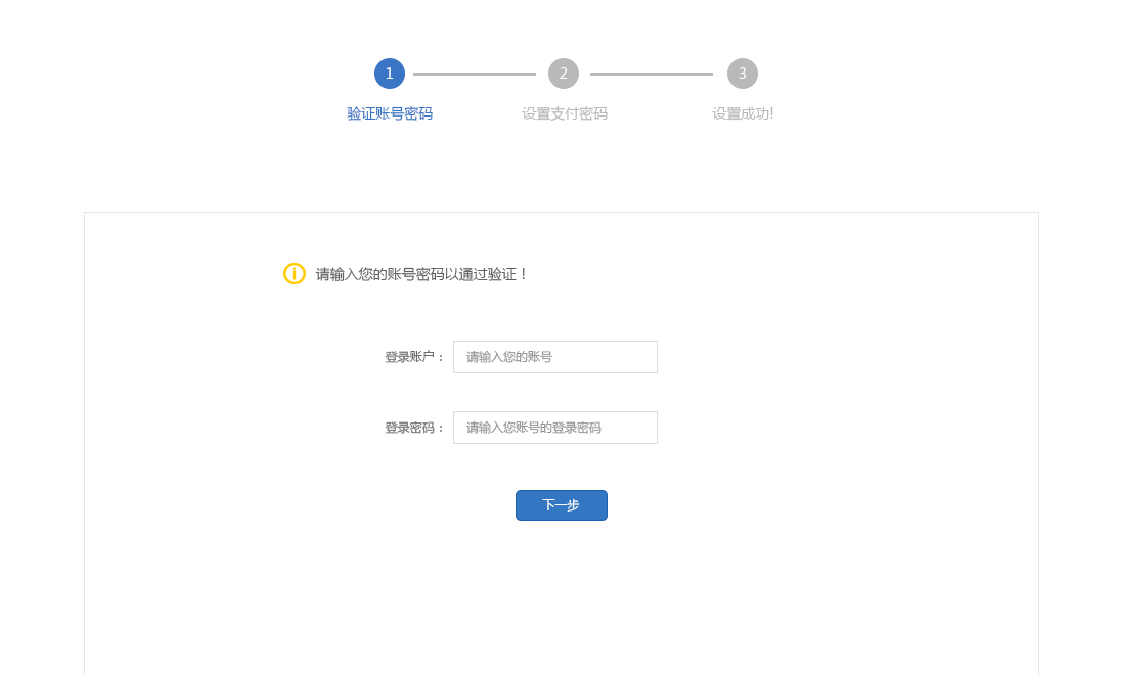 1 2 3
验证账号密码 设置支付密码 设置成功!
请输入您的账号密码以通过验证！
登录账户： 请输入您的账号
登录密码： 请输入您账号的登录密码
下一步